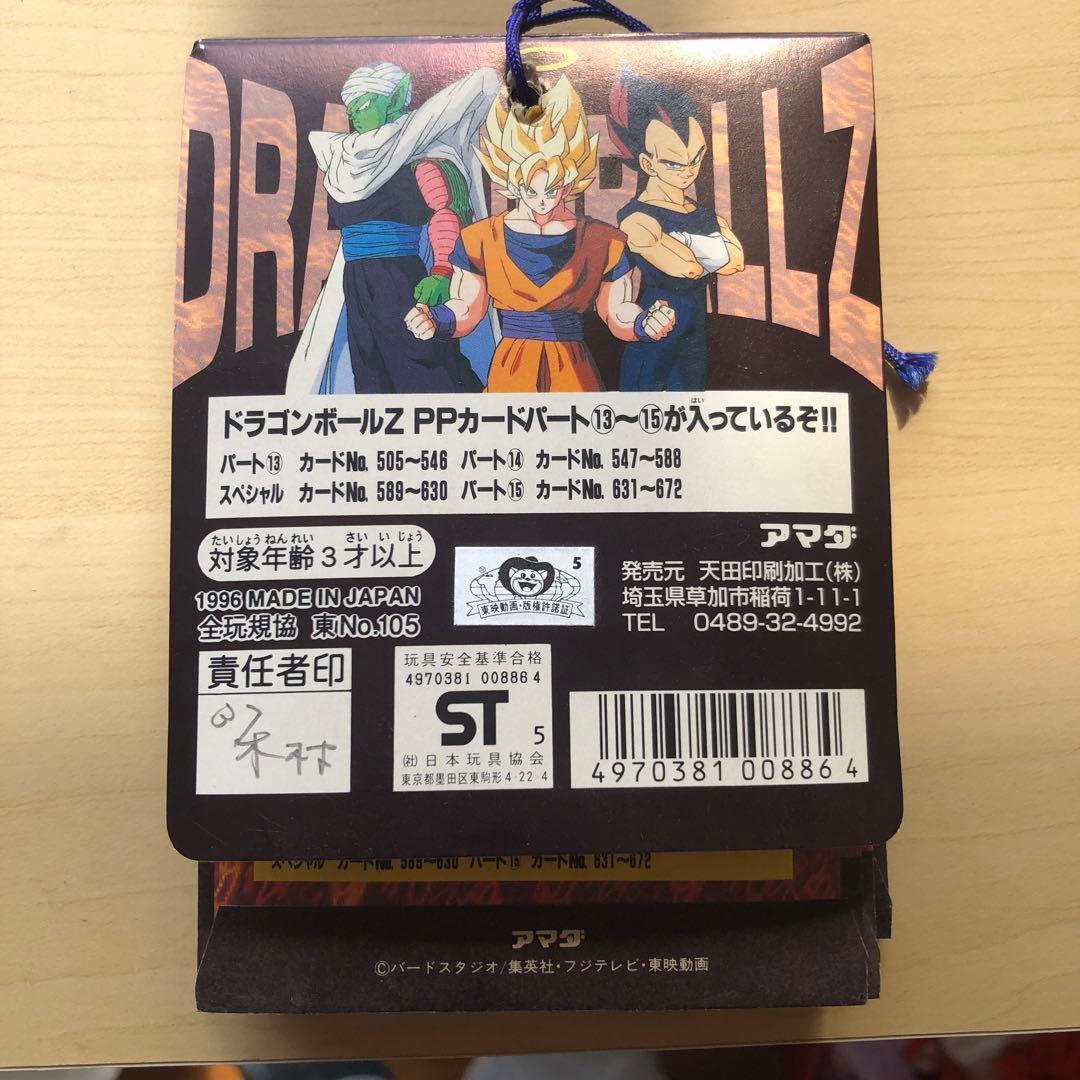 DRAGONBALL Z
ドラゴンボールZ PPカードパート⑬〜⑮が入っているぞ!!
はい
パート⑬ カードNo. 505〜546 パート⑭ カードNo. 547〜588
スペシャル カードNo. 589〜630 パート⑮ カードNo. 631〜672
アマダ
たいしょうねんれい さいいじょう
対象年齢3才以上
5
®
東映動画・版権許諾証
発売元 天田印刷加工(株)
埼玉県草加市稲荷1-11-1
TEL 0489-32-4992
1996 MADE IN JAPAN
全玩規協 東No.105
責任者印
木村
玩具安全基準合格
4970381 00886 4
ST 5
(社)日本玩具協会
東京都墨田区東駒形4-22-4
4970381 008864
スペシャル カードNo. 589〜630 パート⑮ カードNo. 631〜672
アマダ
©バードスタジオ/集英社・フジテレビ・東映動画